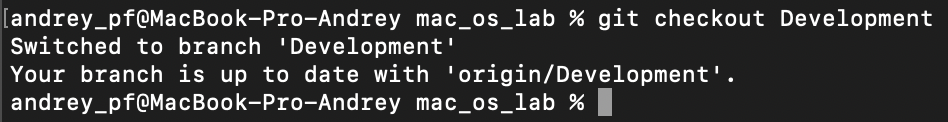 [andrey_pf@MacBook-Pro-Andrey mac_os_lab % git checkout Development
Switched to branch 'Development'
Your branch is up to date with 'origin/Development'.
andrey_pf@MacBook-Pro-Andrey mac_os_lab %